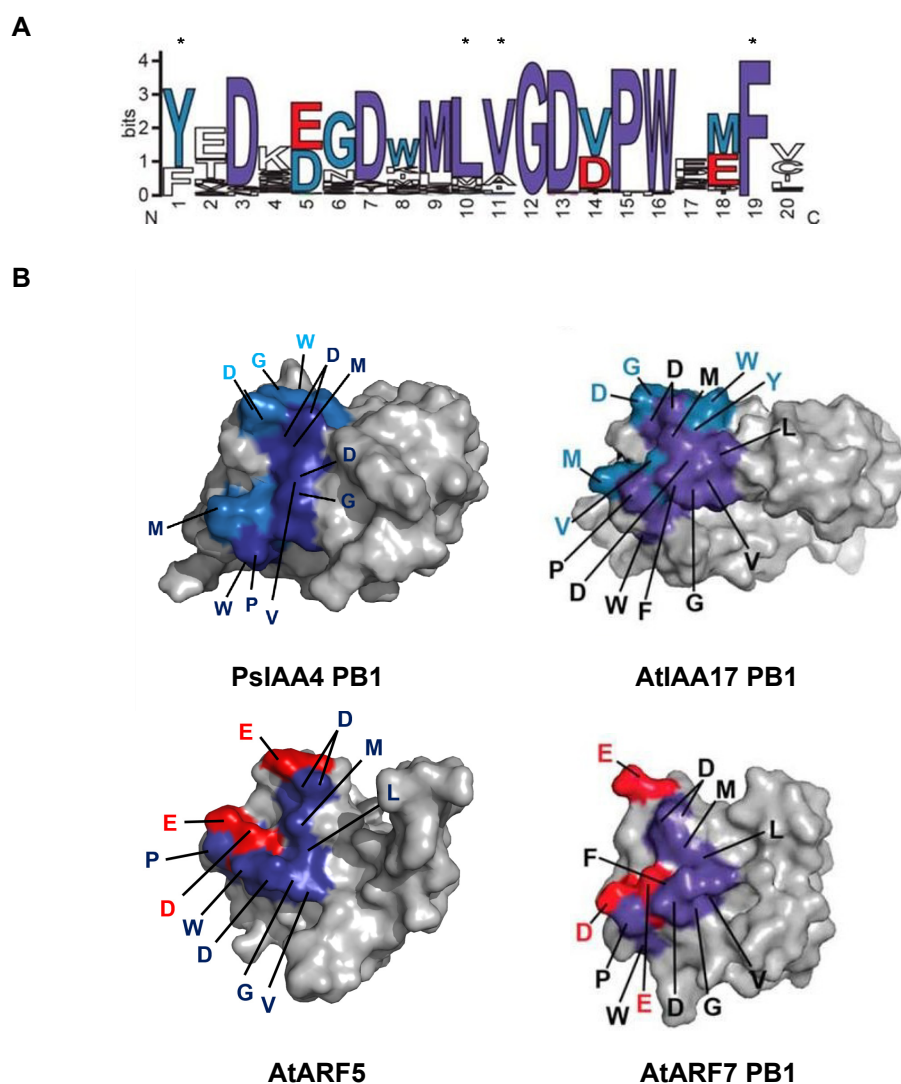 A
* * * *
bits
4
3
2
1
0
Y D E G D W M L V G D V P W M F V
F E K D N D E C
N 1 2 3 4 5 6 7 8 9 10 11 12 13 14 15 16 17 18 19 20 C
B
D G W D M
D
G
M
W P V
PsIAA4 PB1
D G D M W Y
L
M
V
P
D W F G V
AtIAA17 PB1
E D M
L
E
P
D
W
D
G V
AtARF5
E D M
L
F
D
P
W E D G V
AtARF7 PB1